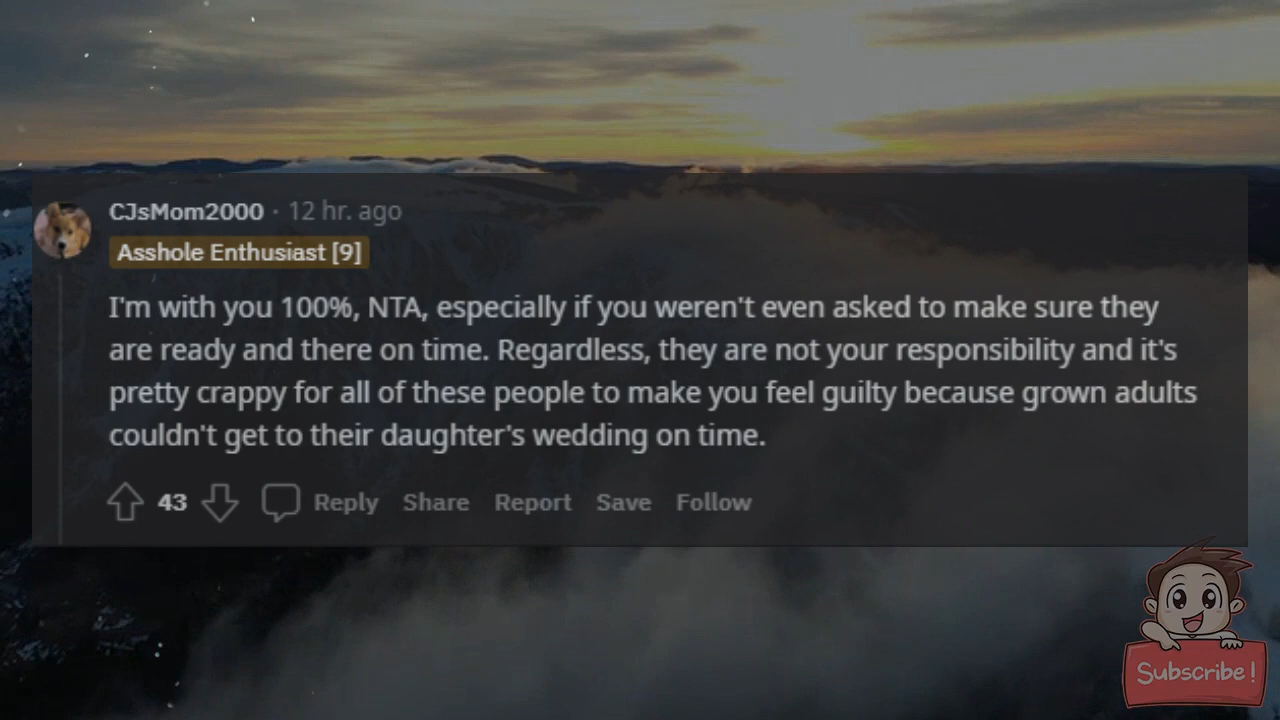 CJsMom2000 · 12 hr. ago
Asshole Enthusiast [9]
I'm with you 100%, NTA, especially if you weren't even asked to make sure they
are ready and there on time. Regardless, they are not your responsibility and it's
pretty crappy for all of these people to make you feel guilty because grown adults
couldn't get to their daughter's wedding on time.
43 Reply Share Report Save Follow
Subscribe!